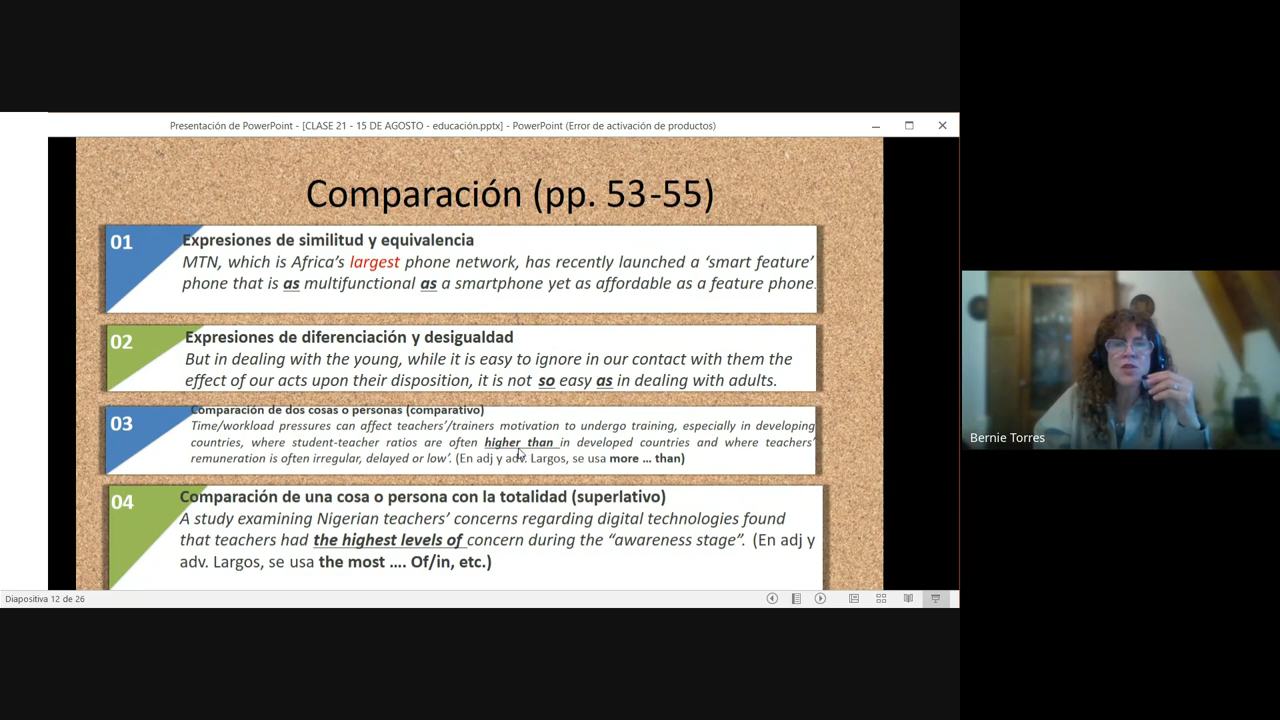 Presentación de PowerPoint - [CLASE 21 - 15 DE AGOSTO - educación.pptx] - PowerPoint (Error de activación de productos)
Comparación (pp. 53-55)
01
Expresiones de similitud y equivalencia
MTN, which is Africa's largest phone network, has recently launched a 'smart feature'
phone that is as multifunctional as a smartphone yet as affordable as a feature phone.
02
Expresiones de diferenciación y desigualdad
But in dealing with the young, while it is easy to ignore in our contact with them the
effect of our acts upon their disposition, it is not so easy as in dealing with adults.
03
Comparación de dos cosas o personas (comparativo)
Time/workload pressures can affect teachers'/trainers motivation to undergo training, especially in developing
countries, where student-teacher ratios are often higher than in developed countries and where teachers'
remuneration is often irregular, delayed or low'. (En adj y adv. Largos, se usa more ... than)
04
Comparación de una cosa o persona con la totalidad (superlativo)
A study examining Nigerian teachers' concerns regarding digital technologies found
that teachers had the highest levels of concern during the "awareness stage". (En adj y
adv. Largos, se usa the most .... Of/in, etc.)
Diapositiva 12 de 26
Bernie Torres